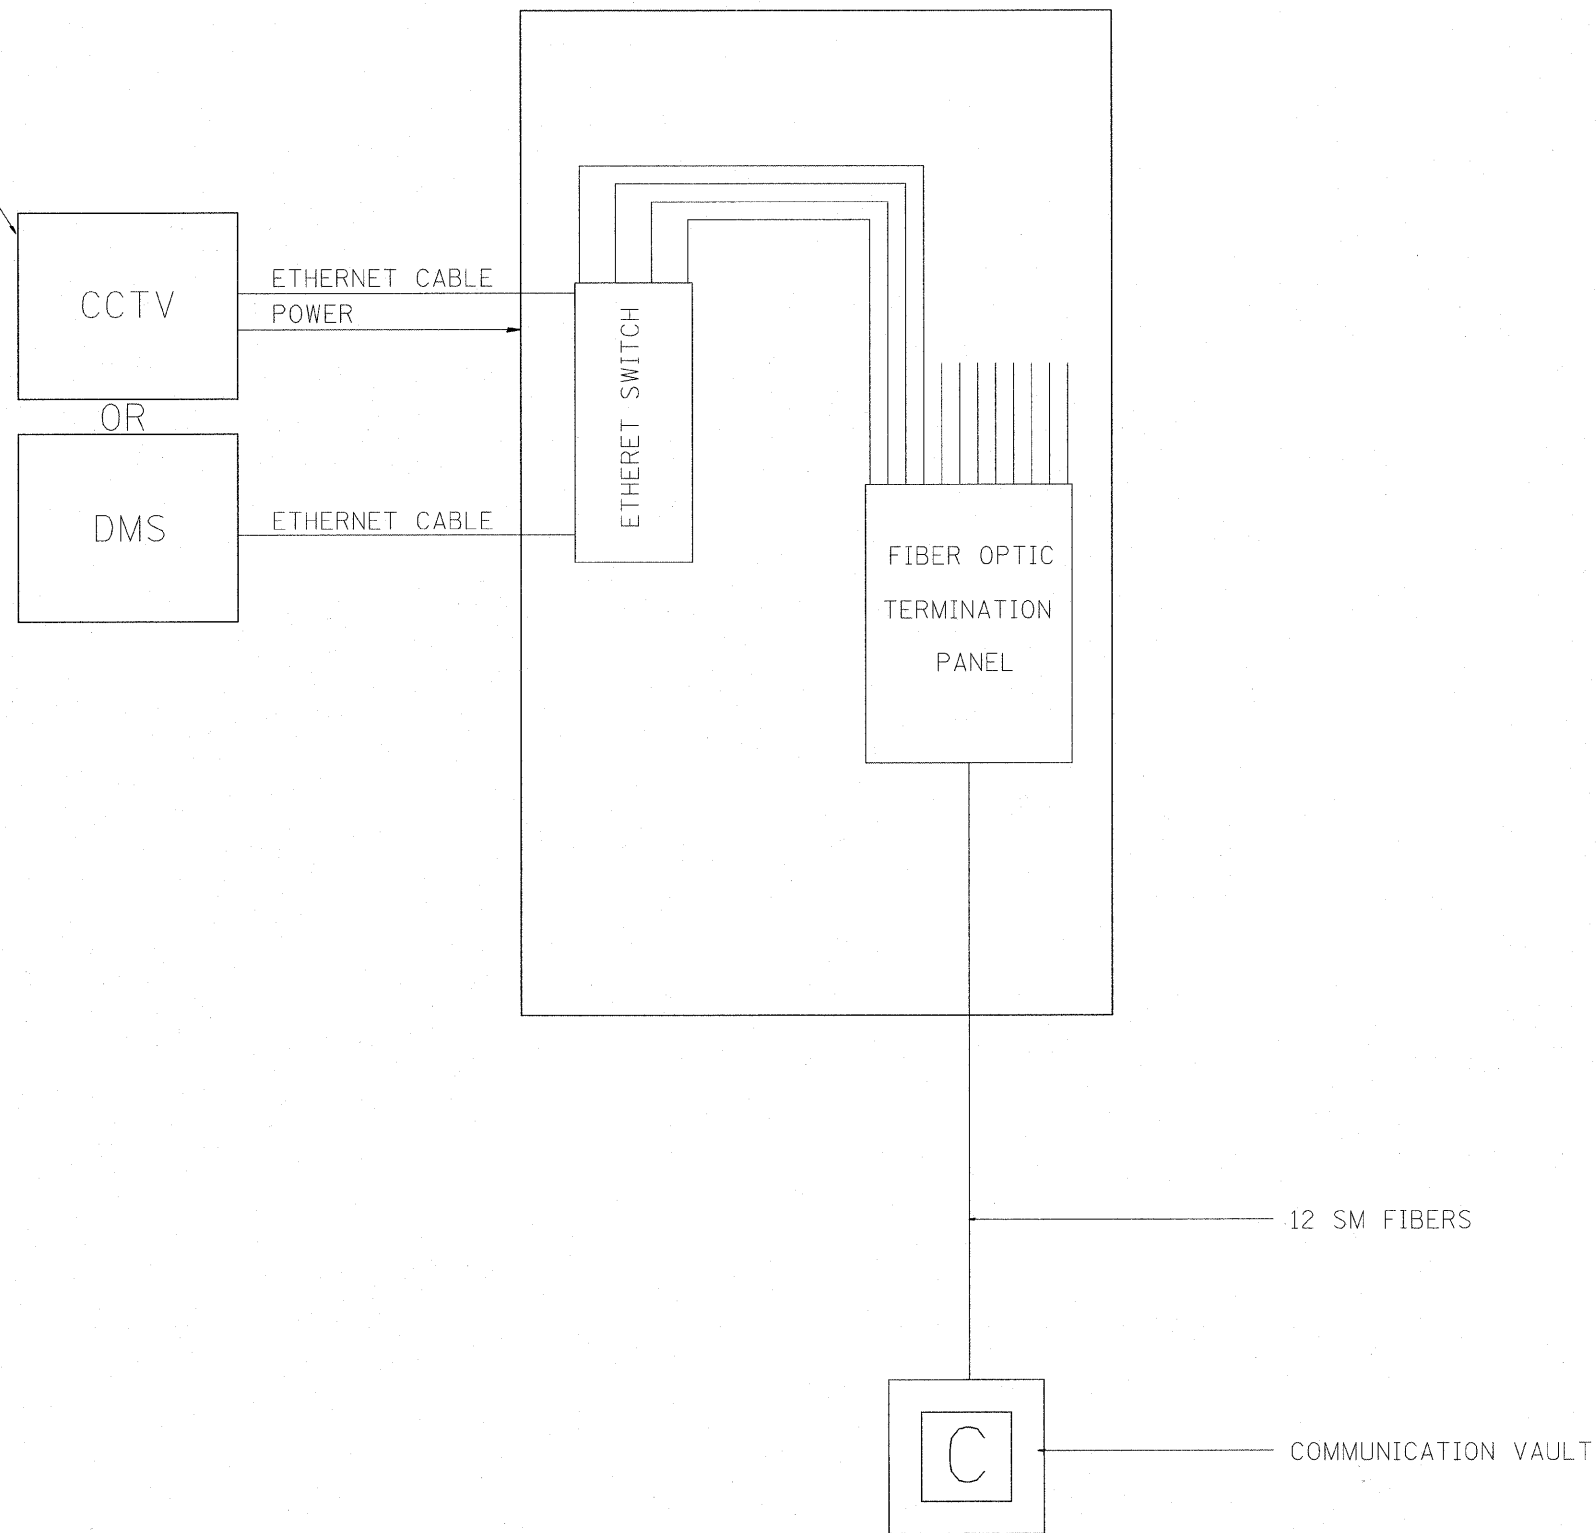 CCTV
ETHERNET CABLE
POWER
OR
DMS
ETHERNET CABLE
ETHERET SWITCH
FIBER OPTIC
TERMINATION
PANEL
12 SM FIBERS
C
COMMUNICATION VAULT